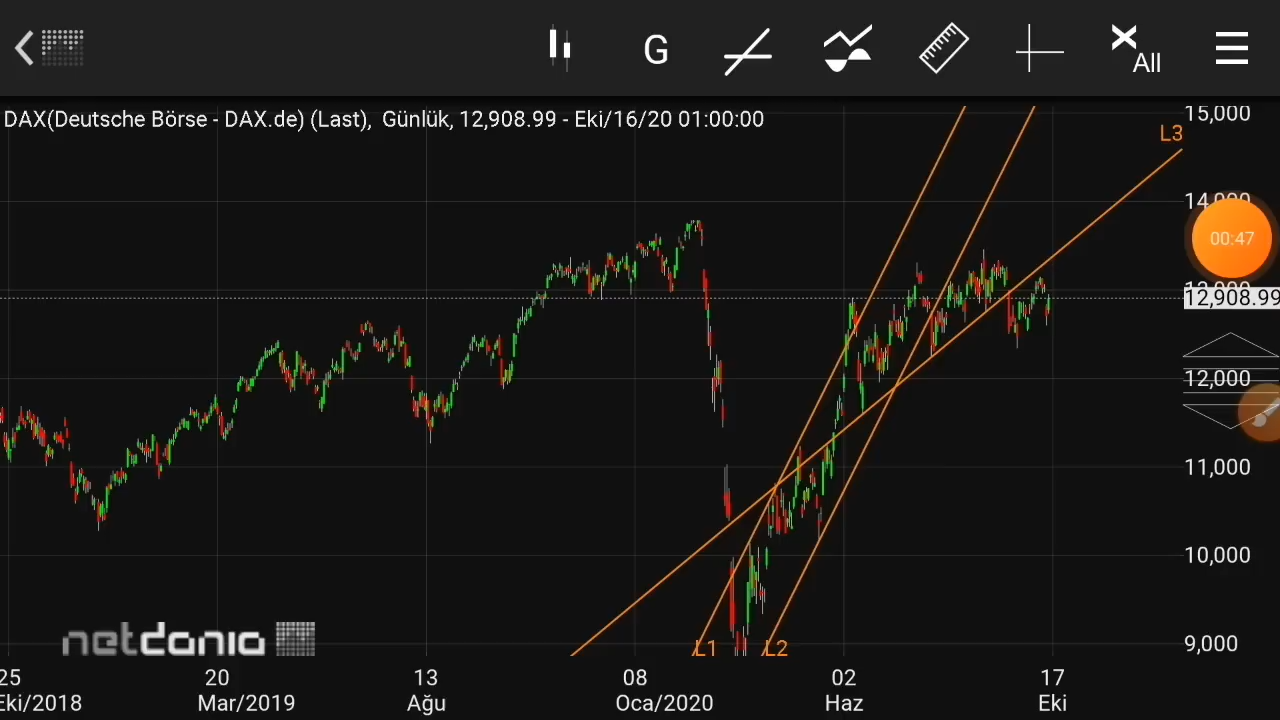 G
All
DAX(Deutsche Börse - DAX.de) (Last), Günlük, 12,908.99 - Eki/16/20 01:00:00
15,000
L3
00:47
12,908.99
12,000
11,000
10,000
9,000
L1
L2
netdania
25
20
13
08
02
17
Eki/2018
Mar/2019
Ağu
Oca/2020
Haz
Eki